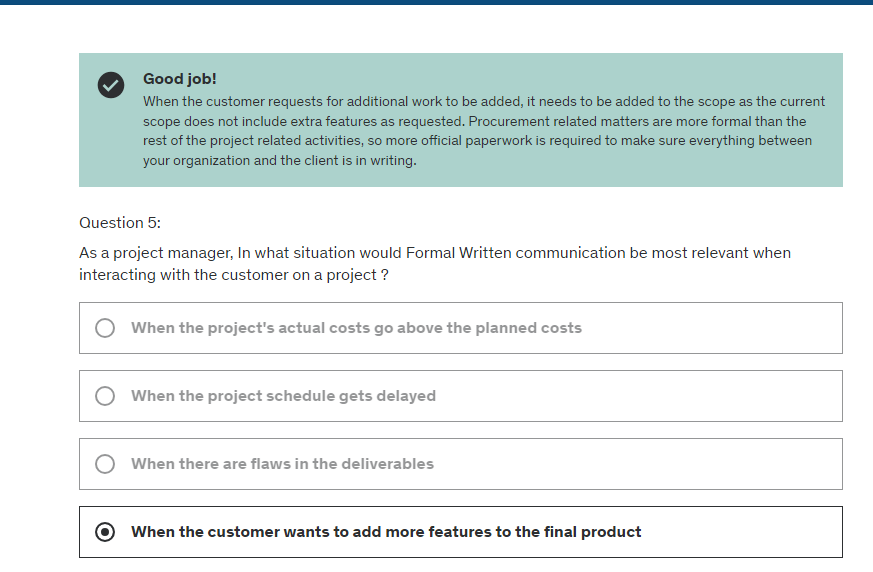 Good job!
When the customer requests for additional work to be added, it needs to be added to the scope as the current
scope does not include extra features as requested. Procurement related matters are more formal than the
rest of the project related activities, so more official paperwork is required to make sure everything between
your organization and the client is in writing.
Question 5:
As a project manager, In what situation would Formal Written communication be most relevant when
interacting with the customer on a project ?
When the project's actual costs go above the planned costs
When the project schedule gets delayed
When there are flaws in the deliverables
When the customer wants to add more features to the final product